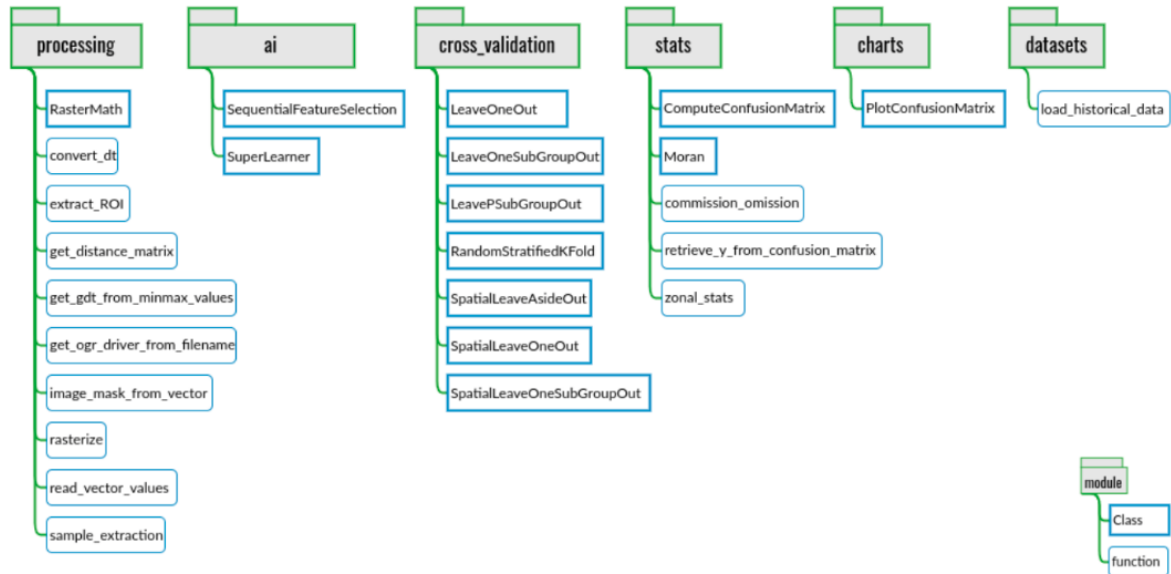 processing
RasterMath
convert_dt
extract_ROI
get_distance_matrix
get_gdt_from_minmax_values
get_ogr_driver_from_filename
image_mask_from_vector
rasterize
read_vector_values
sample_extraction
ai
SequentialFeatureSelection
SuperLearner
cross_validation
LeaveOneOut
LeaveOneSubGroupOut
LeavePSubGroupOut
RandomStratifiedKFold
SpatialLeaveAsideOut
SpatialLeaveOneOut
SpatialLeaveOneSubGroupOut
stats
ComputeConfusionMatrix
Moran
commission_omission
retrieve_y_from_confusion_matrix
zonal_stats
charts
PlotConfusionMatrix
datasets
load_historical_data
module
Class
function